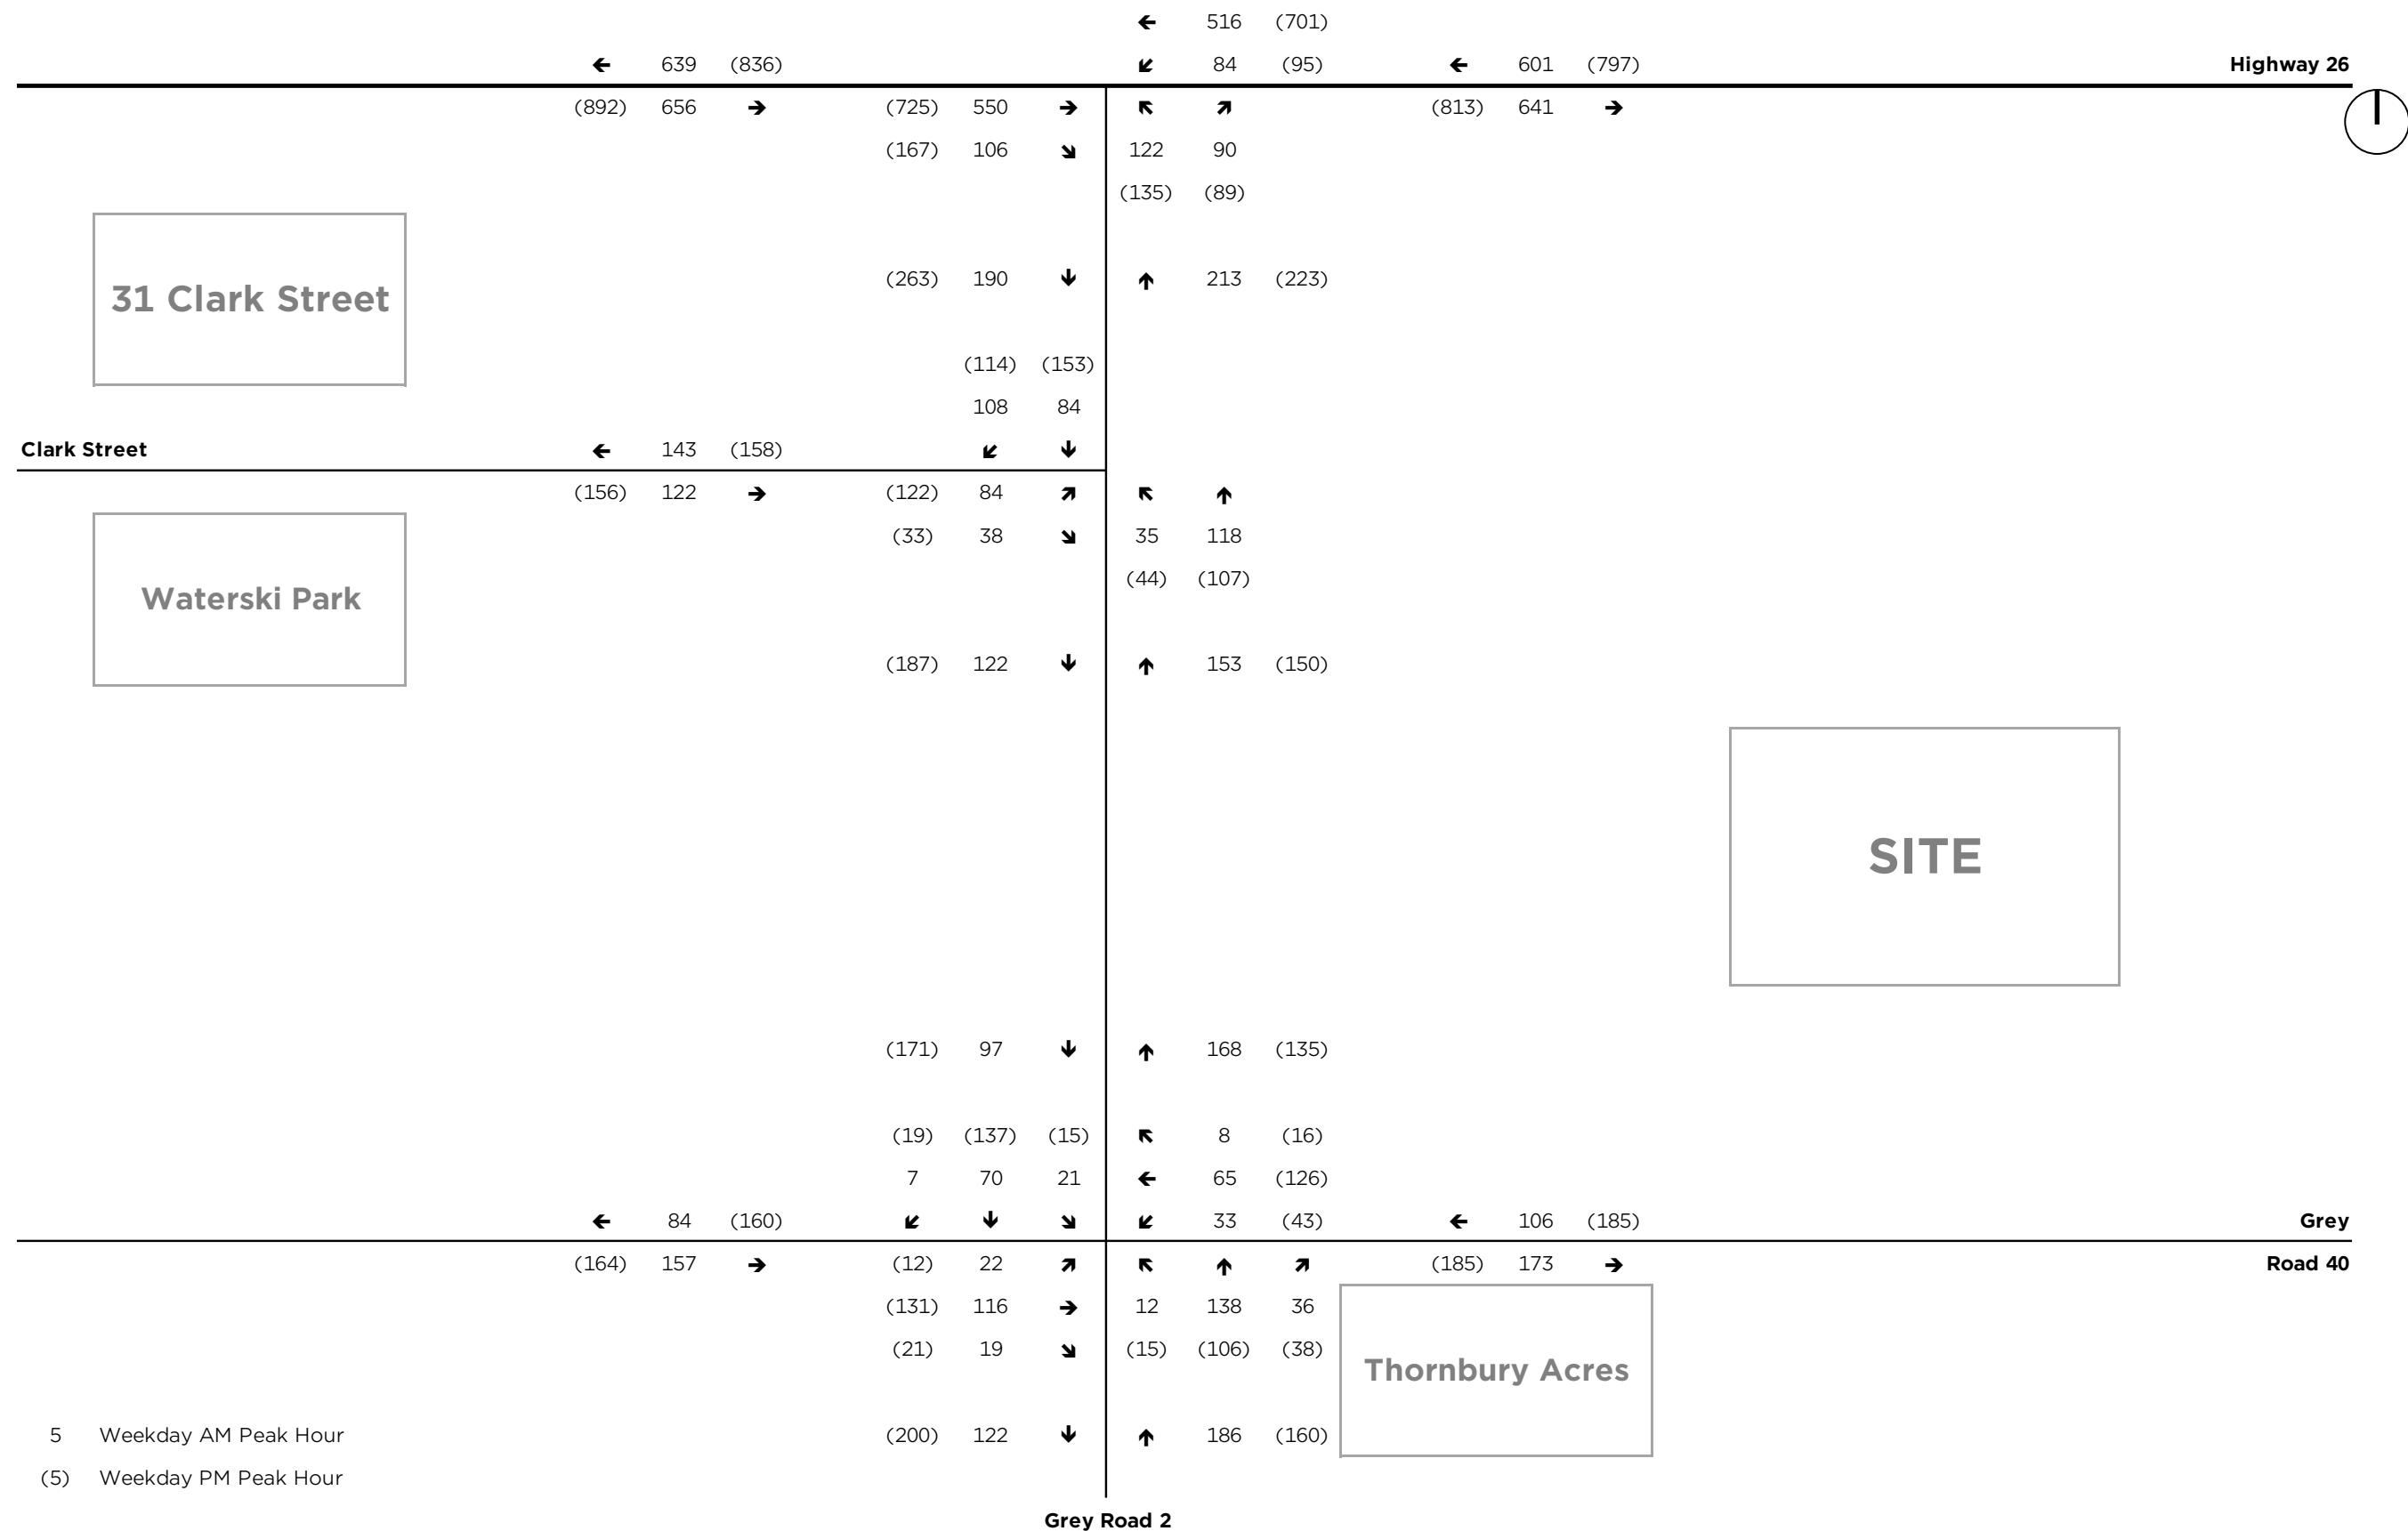 ← 516 (701)
← 639 (836) ↙ 84 (95) ← 601 (797) Highway 26
(892) 656 → (725) 550 → ↖ ↗ (813) 641 →
(167) 106 ↘ 122 90
(135) (89)
31 Clark Street
(263) 190 ↓ ↑ 213 (223)
(114) (153)
108 84
Clark Street ← 143 (158) ↙ ↓
(156) 122 → (122) 84 ↗ ↖ ↑
(33) 38 ↘ 35 118
(44) (107)
Waterski Park
(187) 122 ↓ ↑ 153 (150)
SITE
(171) 97 ↓ ↑ 168 (135)
(19) (137) (15) ↖ 8 (16)
7 70 21 ← 65 (126)
← 84 (160) ↙ ↓ ↘ ↙ 33 (43) ← 106 (185) Grey
(164) 157 → (12) 22 ↗ ↖ ↑ ↗ (185) 173 → Road 40
(131) 116 → 12 138 36
(21) 19 ↘ (15) (106) (38)
Thornbury Acres
5 Weekday AM Peak Hour (200) 122 ↓ ↑ 186 (160)
(5) Weekday PM Peak Hour
Grey Road 2